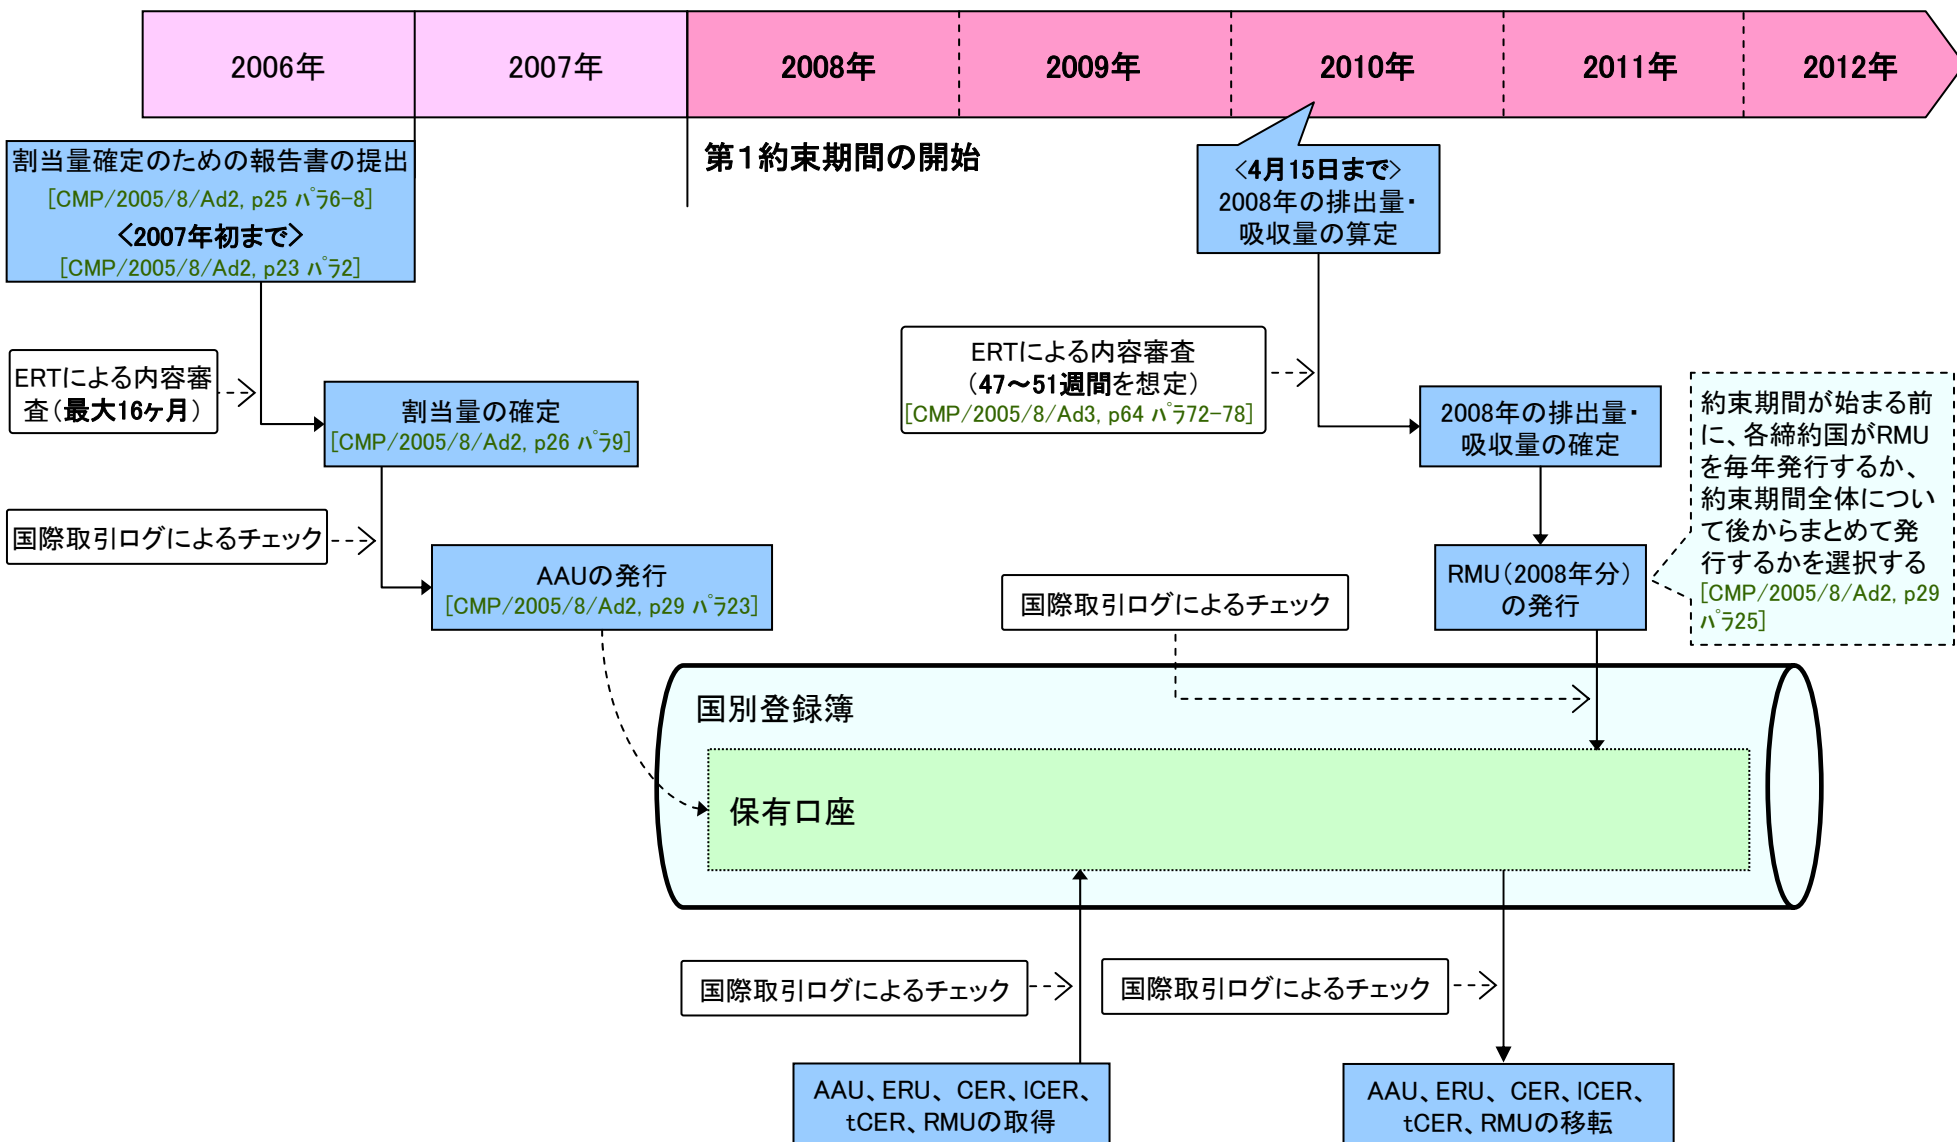 2006年
2007年
2008年
2009年
2010年
2011年
2012年
割当量確定のための報告書の提出
[CMP/2005/8/Ad2, p25 ﾊﾟﾗ6-8]
<2007年初まで>
[CMP/2005/8/Ad2, p23 ﾊﾟﾗ2]
第１約束期間の開始
<4月15日まで>
2008年の排出量・
吸収量の算定
ERTによる内容審
査（最大16ヶ月）
割当量の確定
[CMP/2005/8/Ad2, p26 ﾊﾟﾗ9]
ERTによる内容審査
（47～51週間を想定）
[CMP/2005/8/Ad3, p64 ﾊﾟﾗ72-78]
2008年の排出量・
吸収量の確定
約束期間が始まる前
に、各締約国がRMU
を毎年発行するか、
約束期間全体につい
て後からまとめて発
行するかを選択する
[CMP/2005/8/Ad2, p29
ﾊﾟﾗ25]
国際取引ログによるチェック
AAUの発行
[CMP/2005/8/Ad2, p29 ﾊﾟﾗ23]
国際取引ログによるチェック
RMU（2008年分）
の発行
国別登録簿
保有口座
国際取引ログによるチェック
国際取引ログによるチェック
AAU、ERU、 CER、lCER、
tCER、RMUの取得
AAU、ERU、 CER、lCER、
tCER、RMUの移転